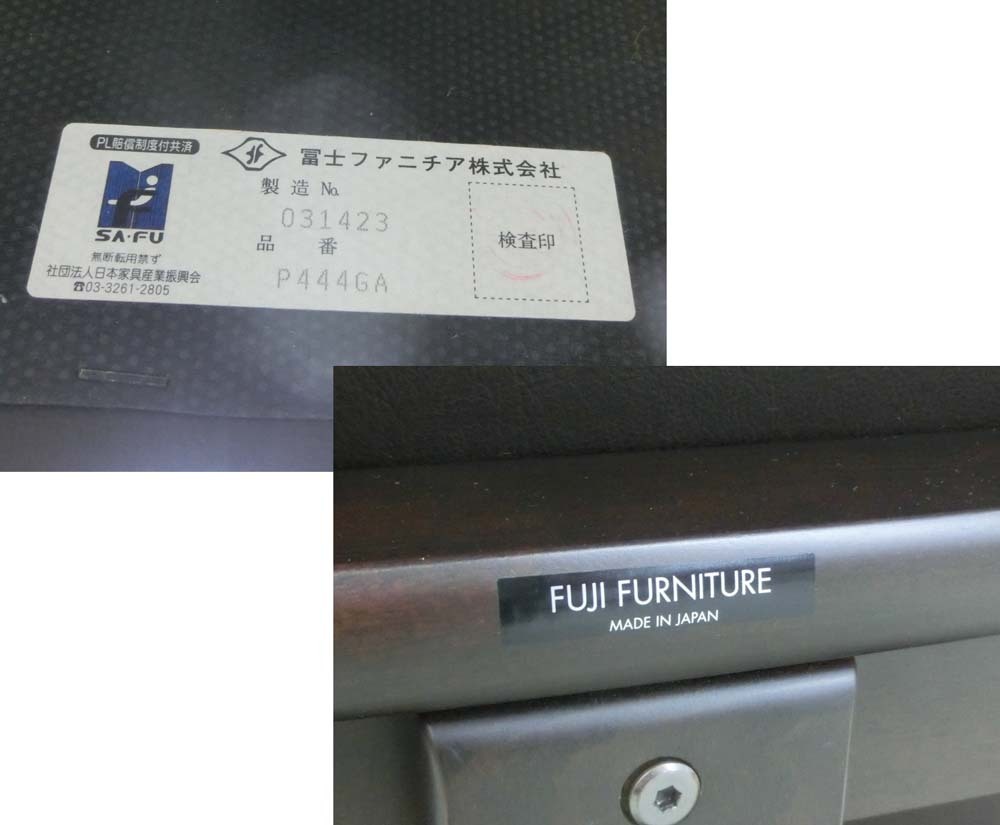 PL賠償制度付共済
SA・FU
無断転用禁ず
社団法人日本家具産業振興会
☎03-3261-2805
冨士ファニチア株式会社
製造 No.
031423
品番
P444GA
検査印
FUJI FURNITURE
MADE IN JAPAN